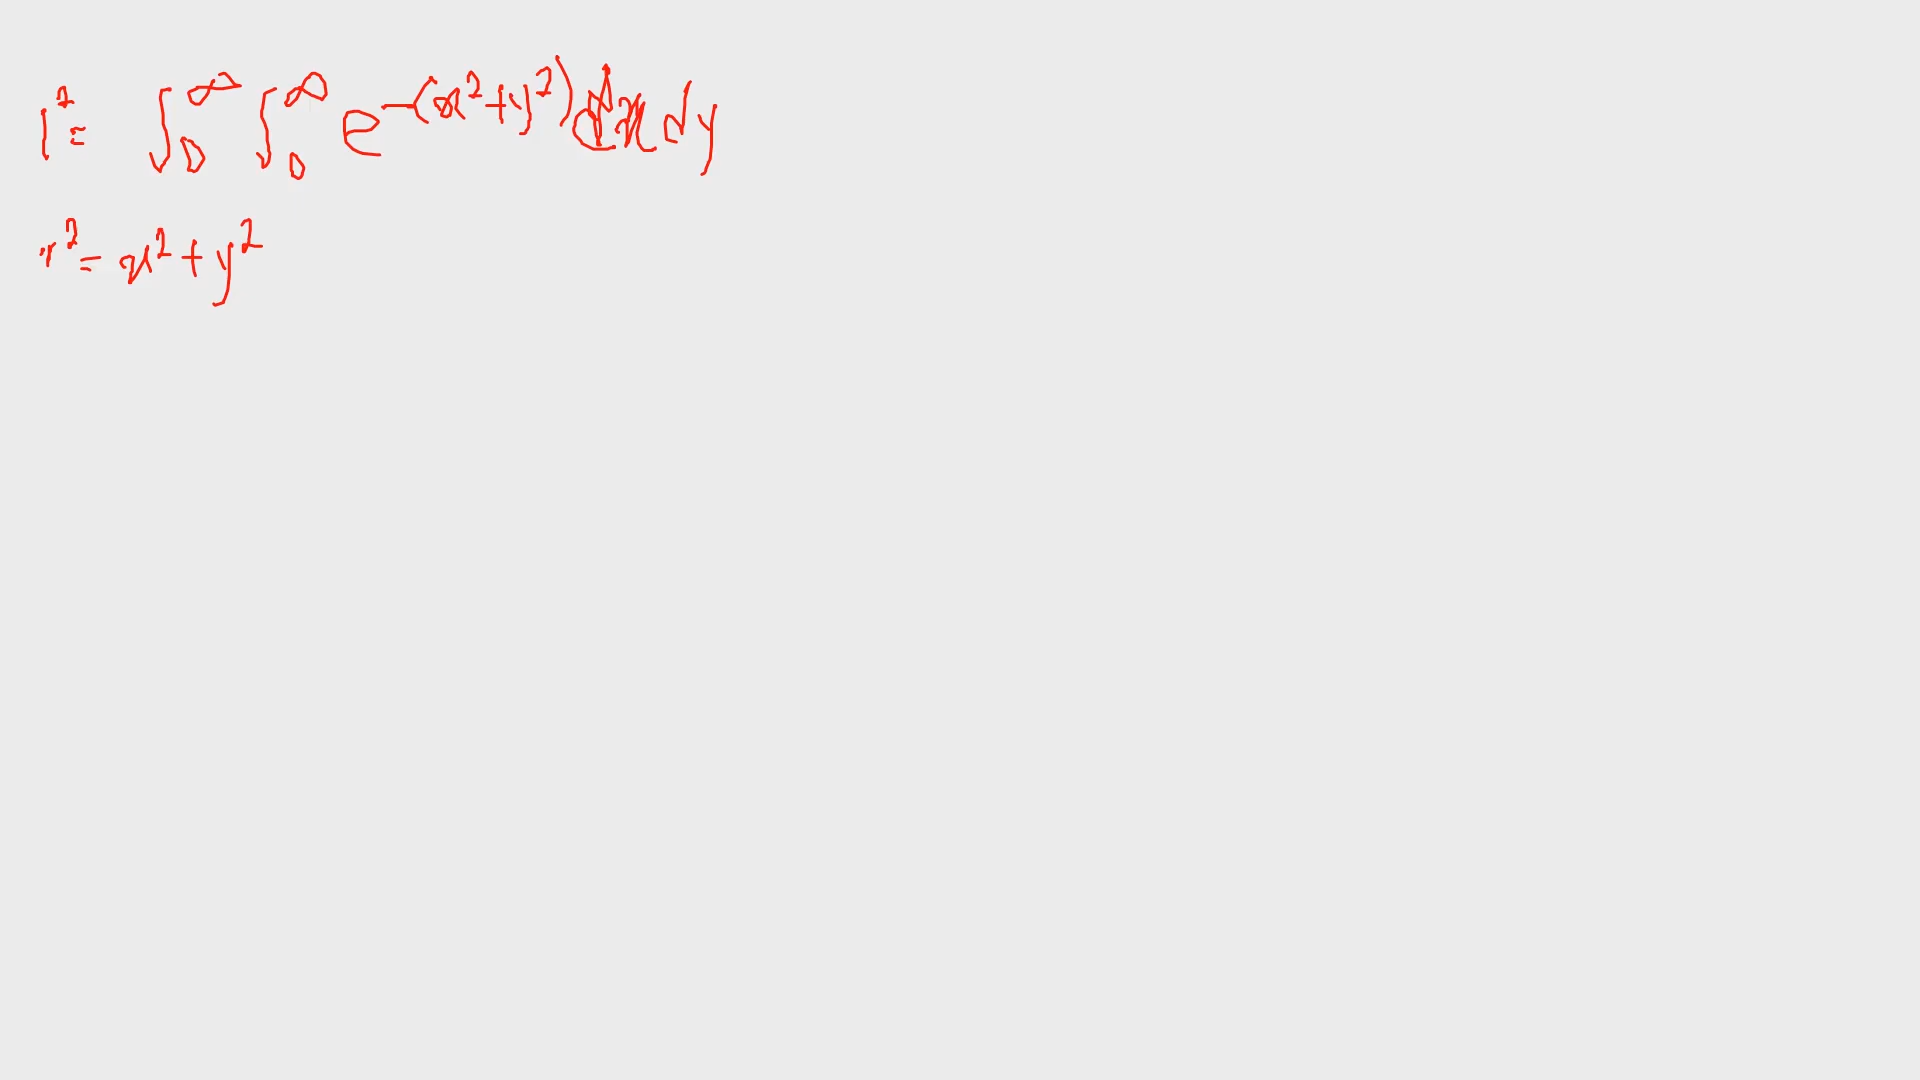 I² = ∫₀^∞ ∫₀^∞ e^-(x²+y²) dx dy
r² = x² + y²